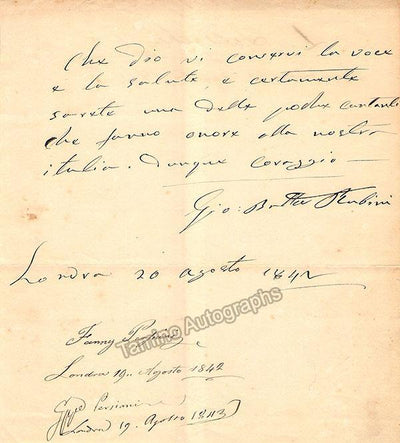 Che Dio vi conservi la voce
e la salute, e certamente
sarete una delle poche cantanti
che fanno onore alla nostra
italia. Dunque coraggio —
Gio: Batta Rubini
Londra 20 agosto 1842
Fanny
Tamino Autographs
Londra 19. Agosto 1842
Persiani
Londra 19. Agosto